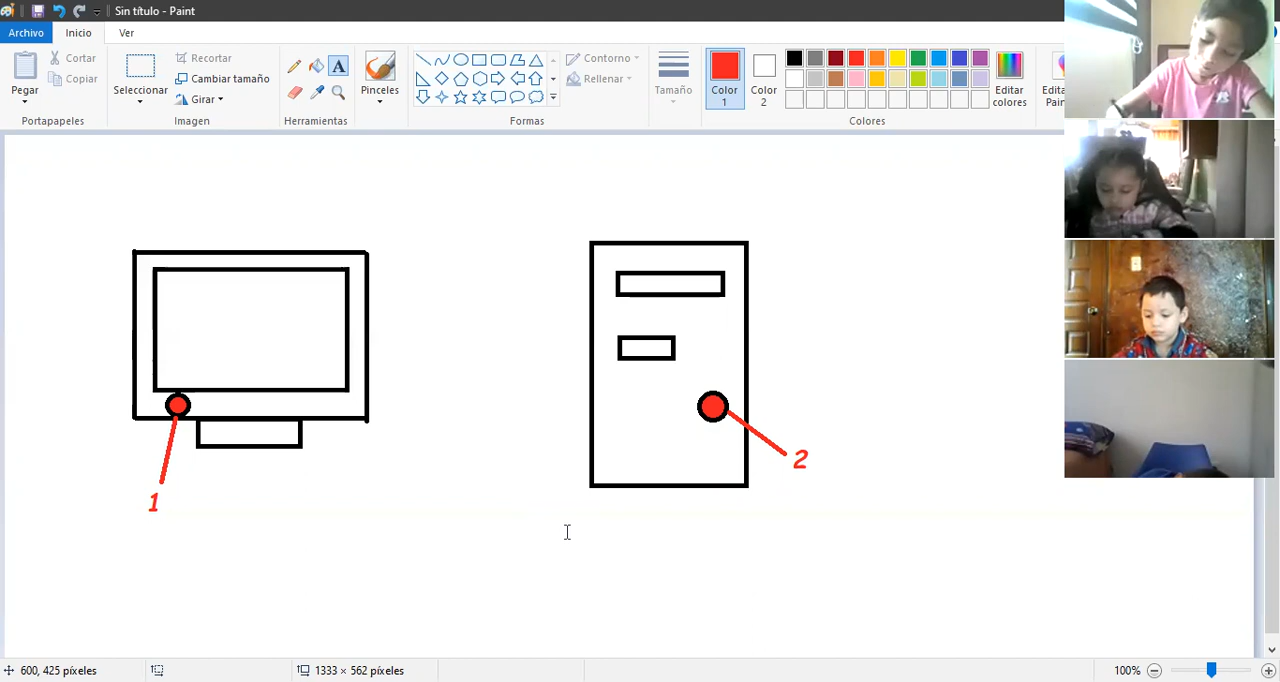 Sin título - Paint
Archivo Inicio Ver
Pegar
Cortar
Copiar
Portapapeles
Seleccionar
Recortar
Cambiar tamaño
Girar
Imagen
A
Herramientas
Pinceles
Contorno
Rellenar
Formas
Tamaño
Color
1
Color
2
Editar
colores
Edita
Pain
Colores
1
2
600, 425 píxeles
1333 × 562 píxeles
100%